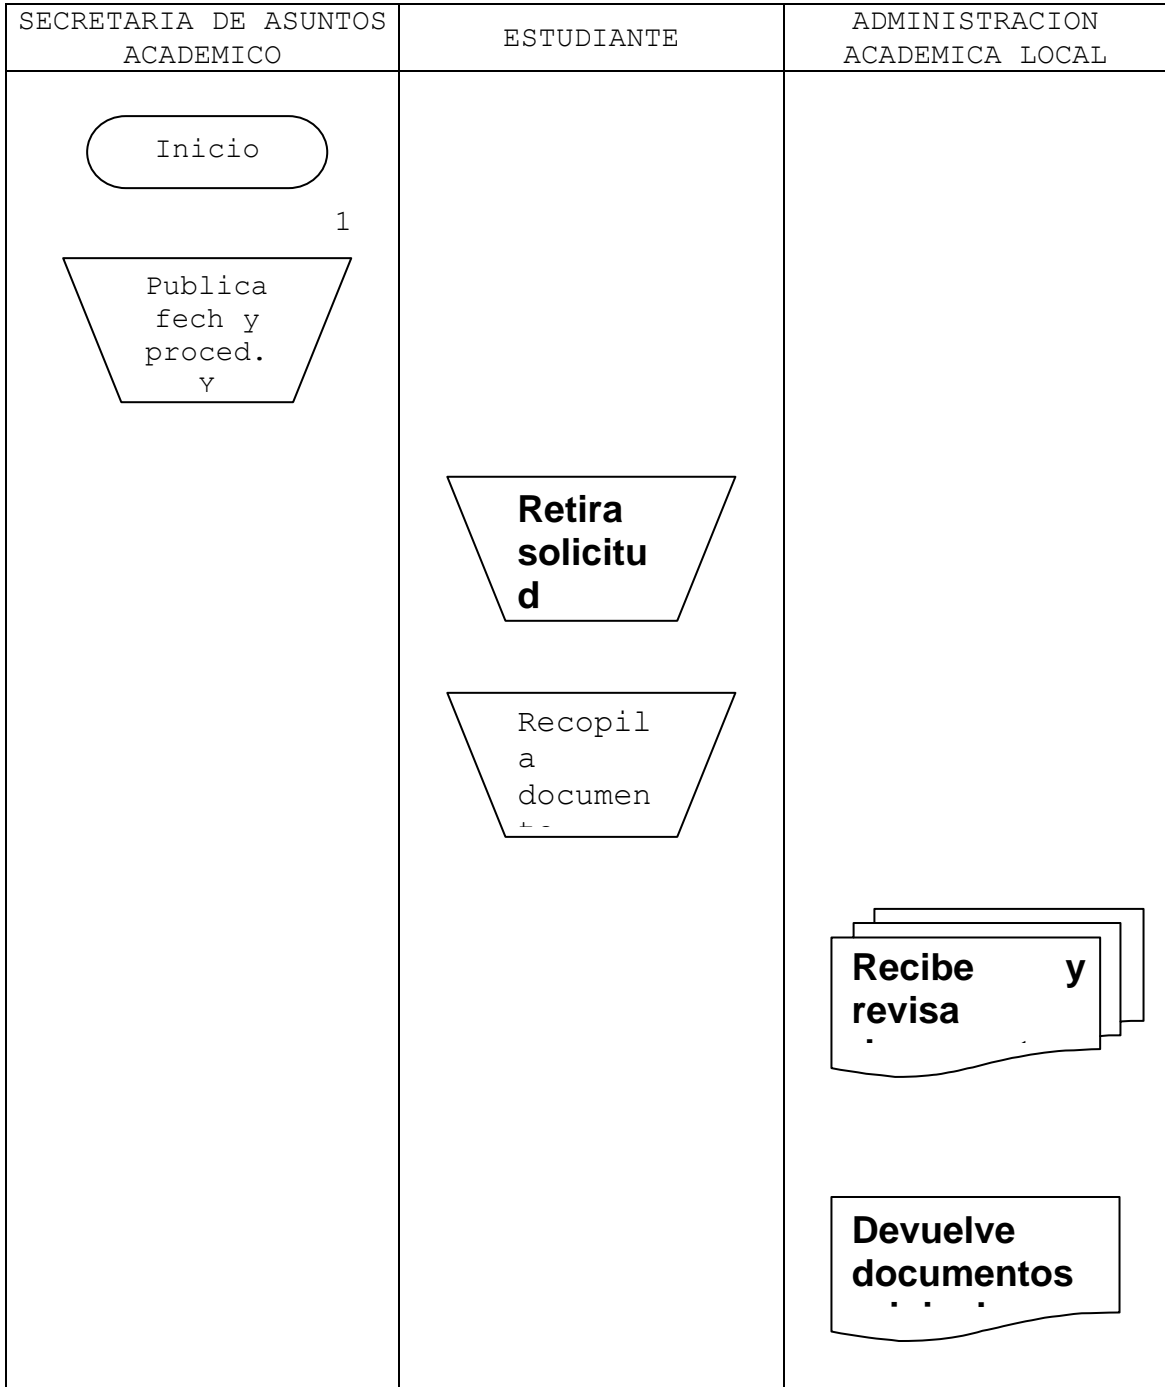 SECRETARIA DE ASUNTOS
ACADEMICO
ESTUDIANTE
ADMINISTRACION
ACADEMICA LOCAL
Inicio
1
Publica
fech y
proced.
Y
Retira
solicitu
d
Recopil
a
documen
Recibe y
revisa
Devuelve
documentos